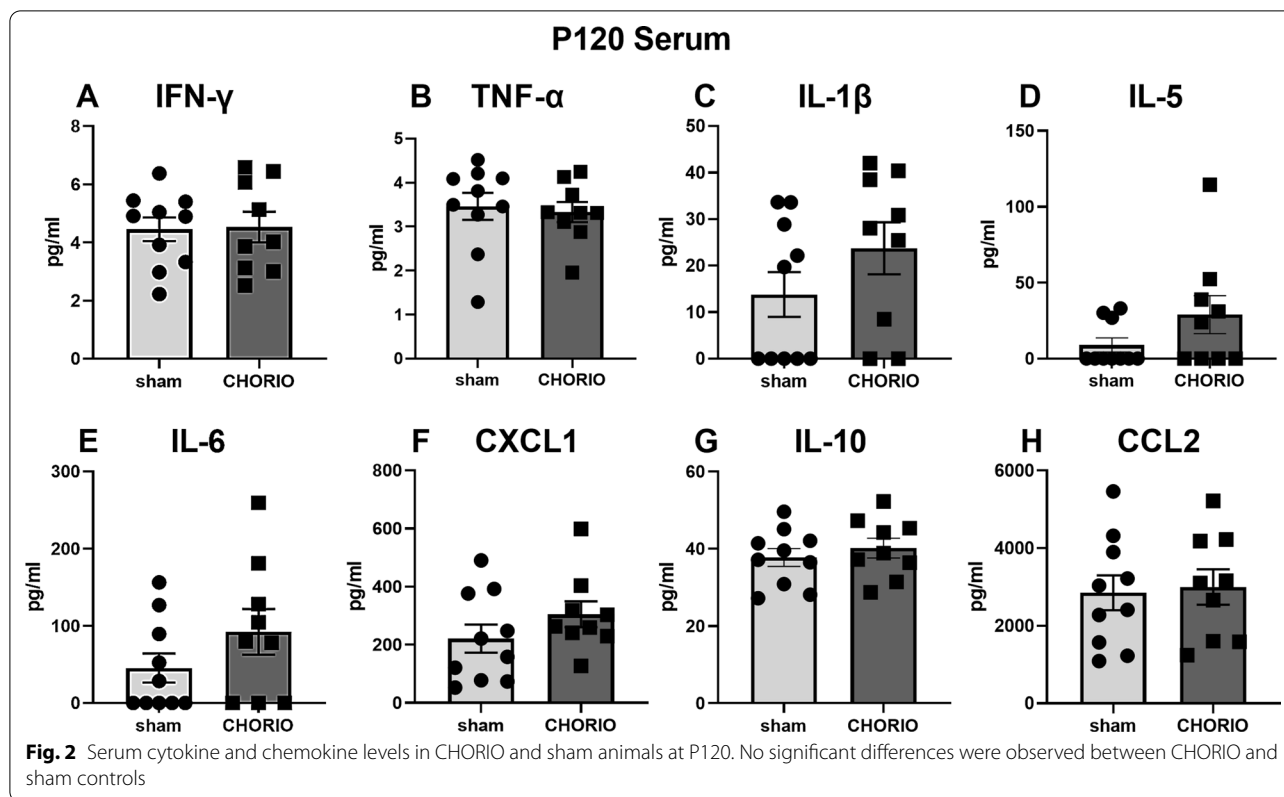 P120 Serum
A IFN-γ
B TNF-α
C IL-1β
D IL-5
8
6
4
2
0
pg/ml
sham CHORIO
5
4
3
2
1
0
pg/ml
sham CHORIO
50
40
30
20
10
0
pg/ml
sham CHORIO
150
100
50
0
pg/ml
sham CHORIO
E IL-6
F CXCL1
G IL-10
H CCL2
300
200
100
0
pg/ml
sham CHORIO
800
600
400
200
0
pg/ml
sham CHORIO
60
40
20
0
pg/ml
sham CHORIO
6000
4000
2000
0
pg/ml
sham CHORIO
Fig. 2 Serum cytokine and chemokine levels in CHORIO and sham animals at P120. No significant differences were observed between CHORIO and
sham controls